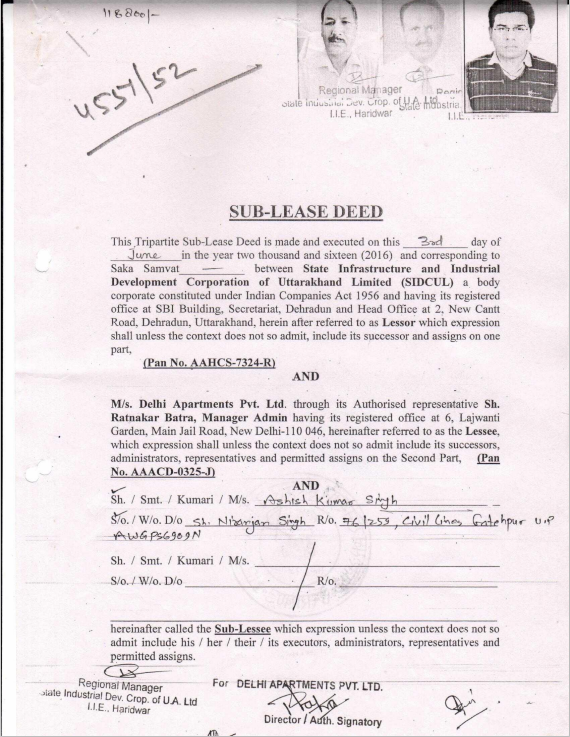 118800/-
4557/52
Regional Manager
State Industrial Dev. Crop. of U.A. Ltd
I.I.E., Haridwar
State Industrial
I.I.E.,
SUB-LEASE DEED
This Tripartite Sub-Lease Deed is made and executed on this 3rd day of
June in the year two thousand and sixteen (2016) and corresponding to
Saka Samvat — between State Infrastructure and Industrial
Development Corporation of Uttarakhand Limited (SIDCUL) a body
corporate constituted under Indian Companies Act 1956 and having its registered
office at SBI Building, Secretariat, Dehradun and Head Office at 2, New Cantt
Road, Dehradun, Uttarakhand, herein after referred to as Lessor which expression
shall unless the context does not so admit, include its successor and assigns on one
part,
(Pan No. AAHCS-7324-R)
AND
M/s. Delhi Apartments Pvt. Ltd. through its Authorised representative Sh.
Ratnakar Batra, Manager Admin having its registered office at 6, Lajwanti
Garden, Main Jail Road, New Delhi-110 046, hereinafter referred to as the Lessee,
which expression shall unless the context does not so admit include its successors,
administrators, representatives and permitted assigns on the Second Part, (Pan
No. AAACD-0325-J)
AND
Sh. / Smt. / Kumari / M/s. Ashish Kumar Singh
S/o. / W/o. D/o Sh. Niranjan Singh R/o. 76/255, Civil Lines Fatehpur U.P
AWGPS6909N
Sh. / Smt. / Kumari / M/s.
S/o. / W/o. D/o R/o.
hereinafter called the Sub-Lessee which expression unless the context does not so
admit include his / her / their / its executors, administrators, representatives and
permitted assigns.
Regional Manager
State Industrial Dev. Crop. of U.A. Ltd
I.I.E., Haridwar
For DELHI APARTMENTS PVT. LTD.
Director / Auth. Signatory